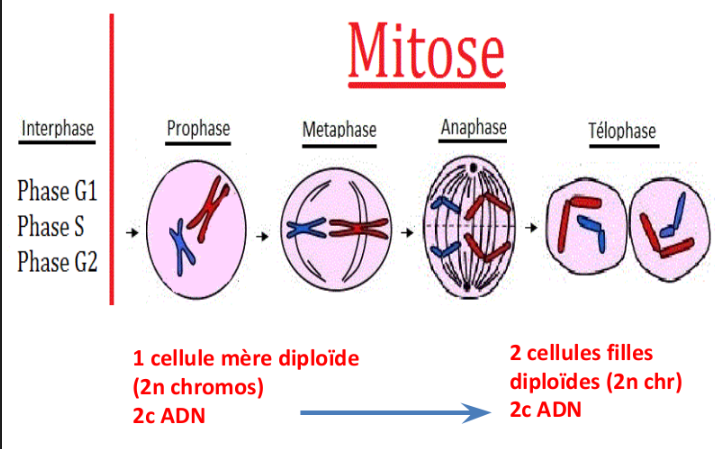 Mitose
Interphase
Prophase
Metaphase
Anaphase
Télophase
Phase G1
Phase S
Phase G2
1 cellule mère diploïde
(2n chromos)
2c ADN
2 cellules filles
diploïdes (2n chr)
2c ADN